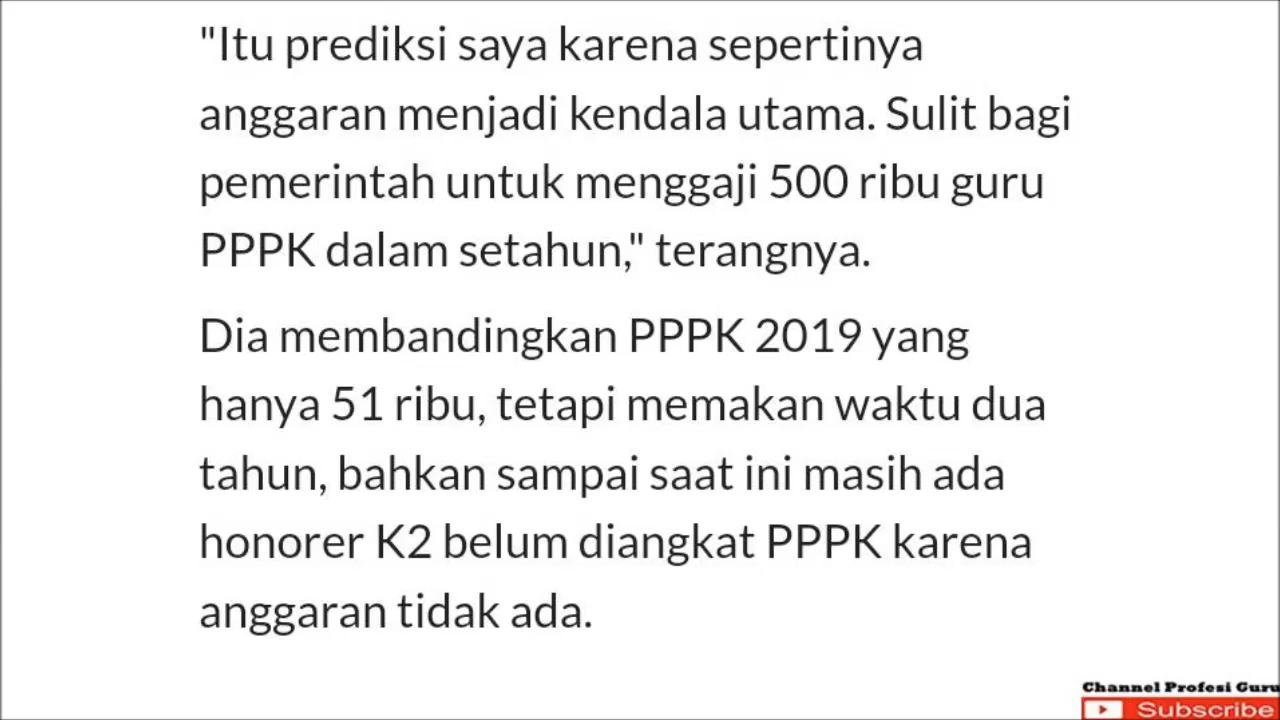 "Itu prediksi saya karena sepertinya
anggaran menjadi kendala utama. Sulit bagi
pemerintah untuk menggaji 500 ribu guru
PPPK dalam setahun," terangnya.
Dia membandingkan PPPK 2019 yang
hanya 51 ribu, tetapi memakan waktu dua
tahun, bahkan sampai saat ini masih ada
honorer K2 belum diangkat PPPK karena
anggaran tidak ada.
Channel Profesi Guru
Subscribe